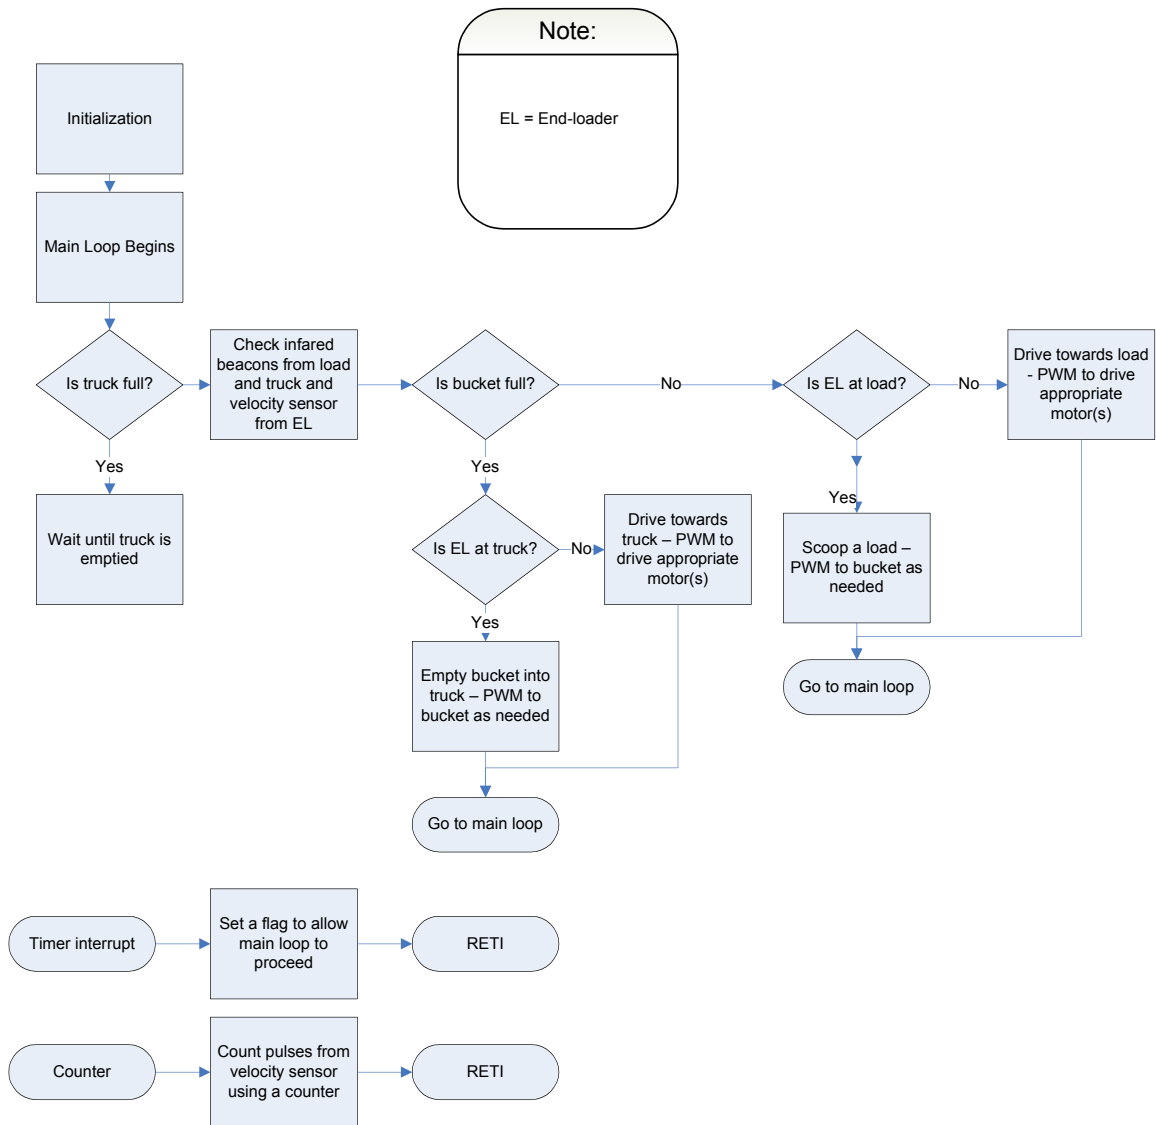 Note:
EL = End-loader
Initialization
Main Loop Begins
Is truck full?
Check infared
beacons from load
and truck and
velocity sensor
from EL
Is bucket full?
No
Is EL at load?
No
Drive towards load
- PWM to drive
appropriate
motor(s)
Yes
Wait until truck is
emptied
Yes
Is EL at truck?
No
Drive towards
truck – PWM to
drive appropriate
motor(s)
Yes
Scoop a load –
PWM to bucket as
needed
Go to main loop
Yes
Empty bucket into
truck – PWM to
bucket as needed
Go to main loop
Timer interrupt
Set a flag to allow
main loop to
proceed
RETI
Counter
Count pulses from
velocity sensor
using a counter
RETI